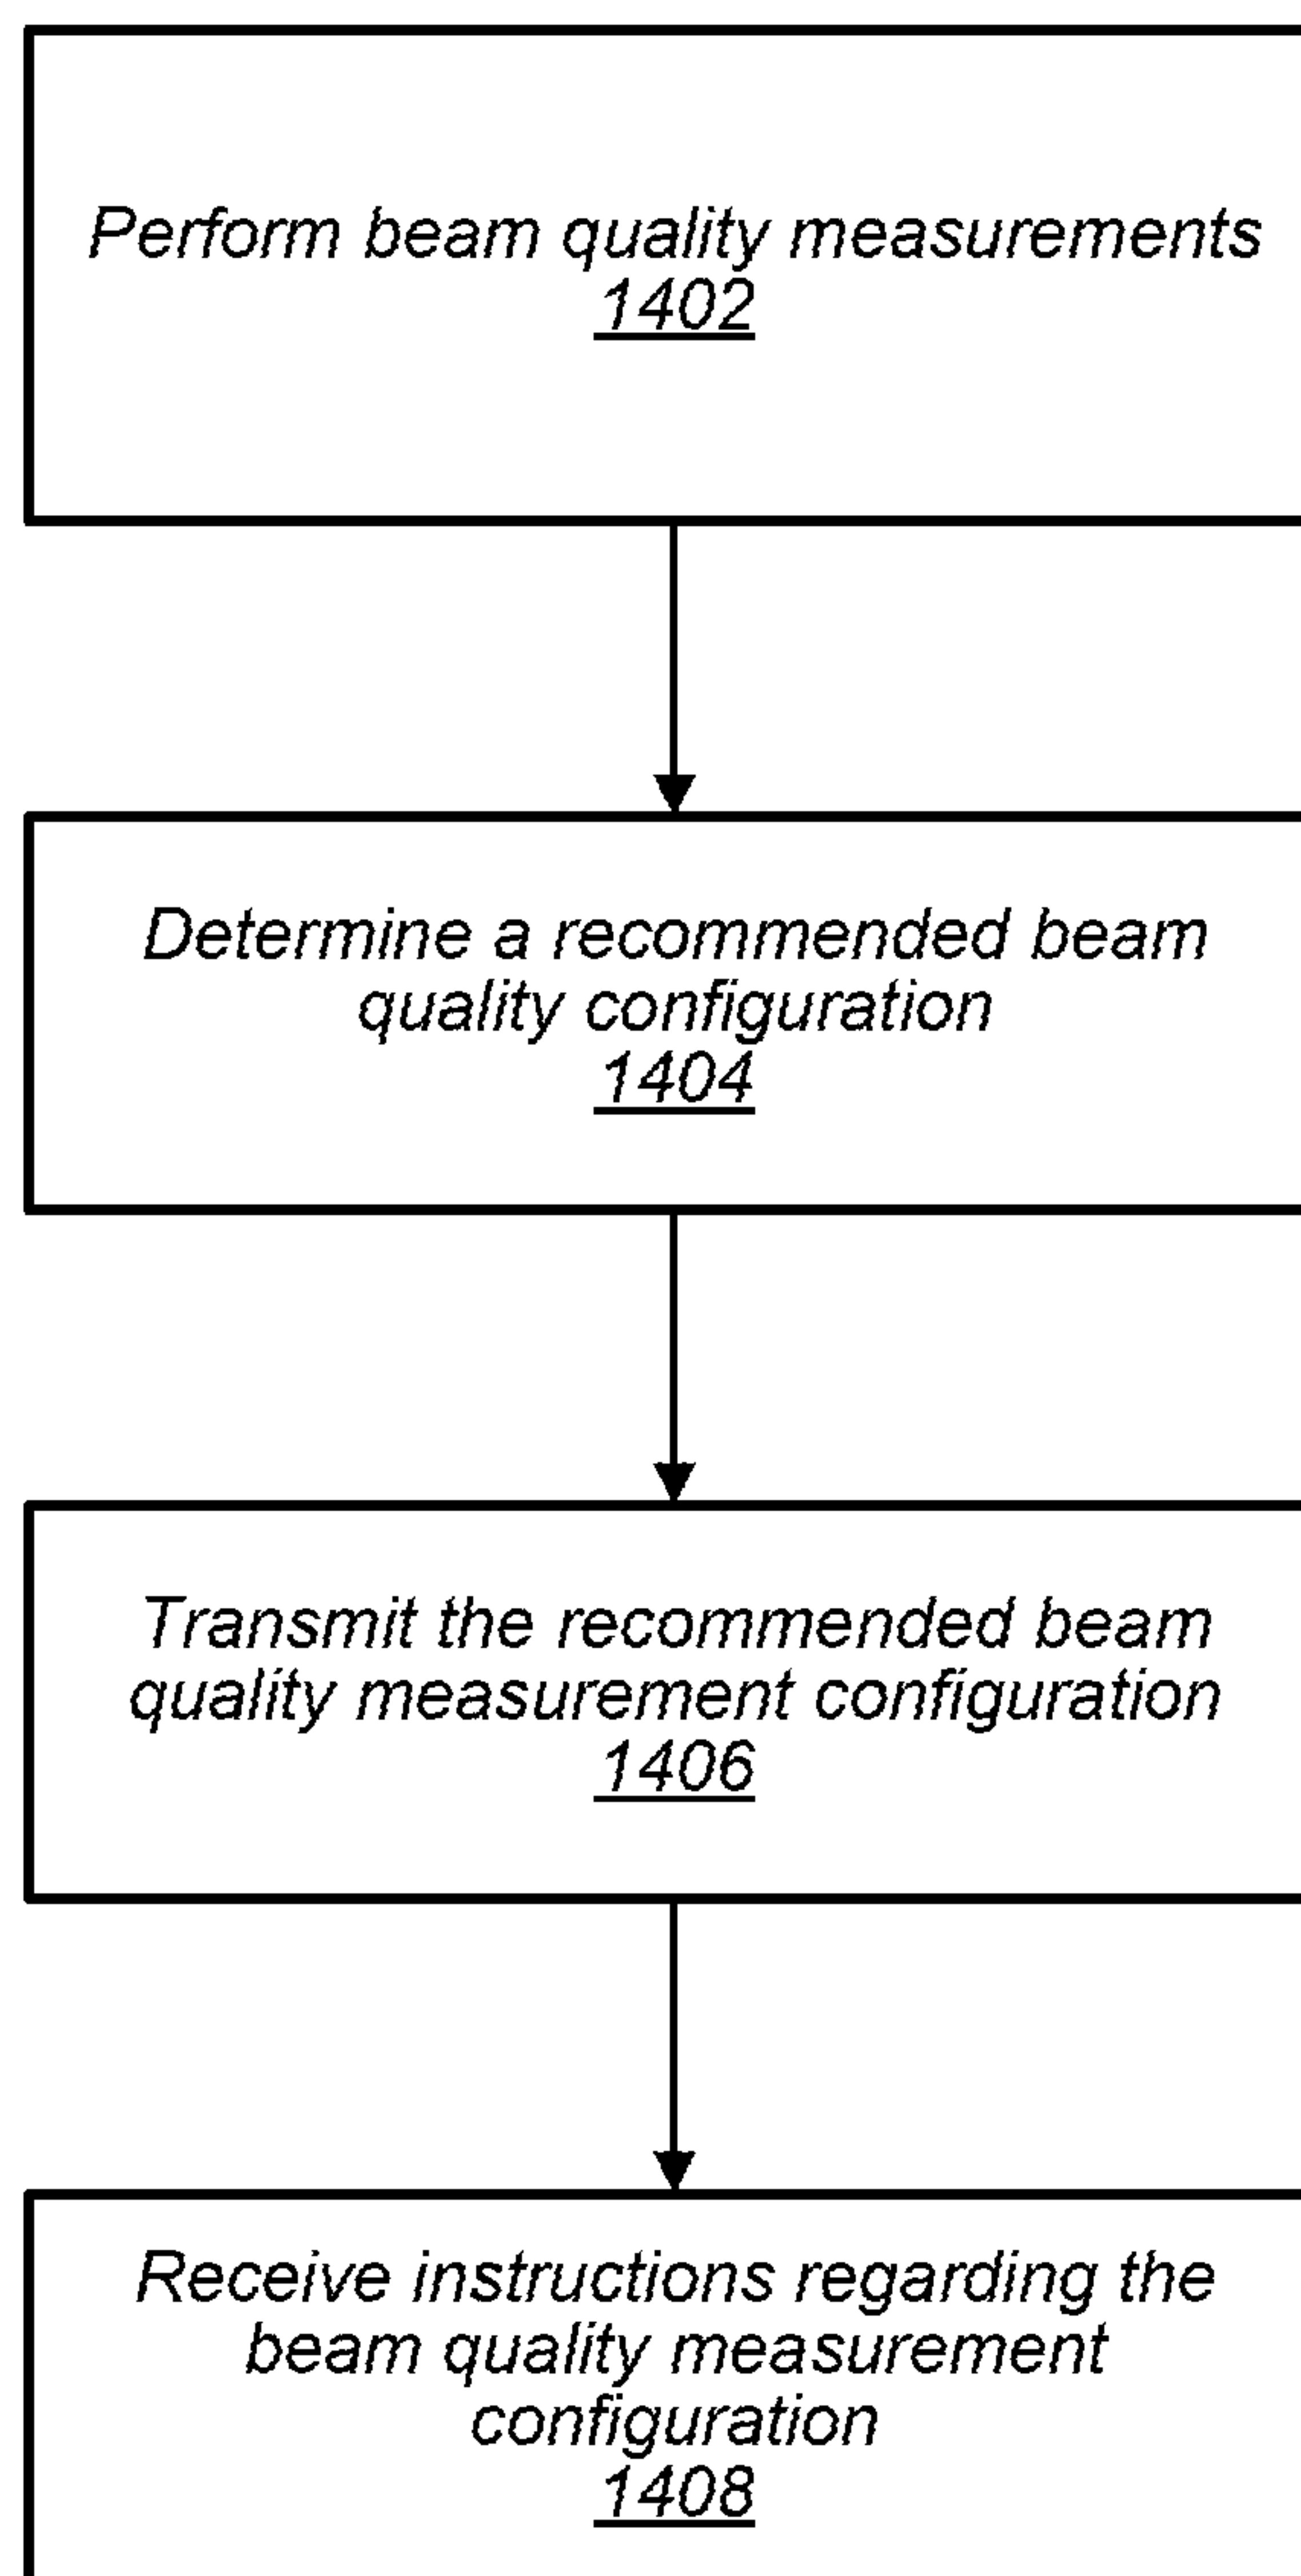 Perform beam quality measurements
1402
Determine a recommended beam
quality configuration
1404
Transmit the recommended beam
quality measurement configuration
1406
Receive instructions regarding the
beam quality measurement
configuration
1408